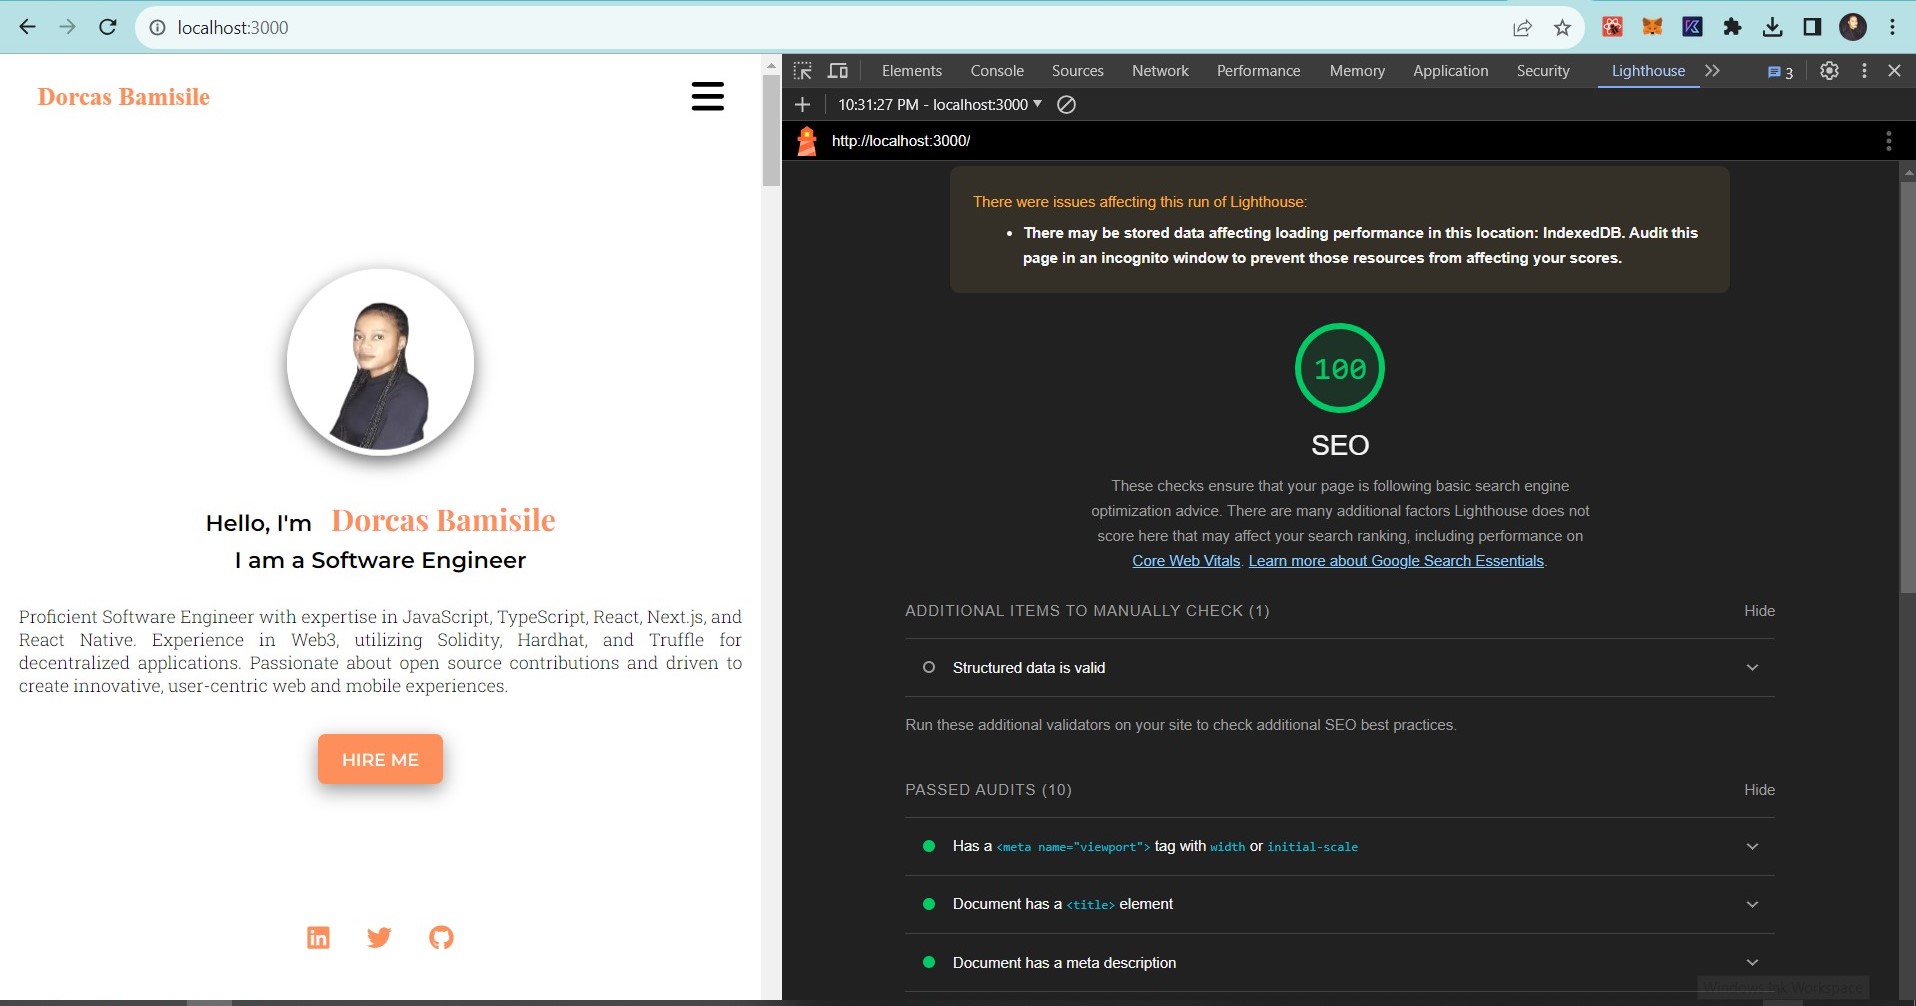 localhost:3000
Dorcas Bamisile
Hello, I'm Dorcas Bamisile
I am a Software Engineer
Proficient Software Engineer with expertise in JavaScript, TypeScript, React, Next.js, and
React Native. Experience in Web3, utilizing Solidity, Hardhat, and Truffle for
decentralized applications. Passionate about open source contributions and driven to
create innovative, user-centric web and mobile experiences.
HIRE ME
Elements Console Sources Network Performance Memory Application Security Lighthouse 3
10:31:27 PM - localhost:3000
http://localhost:3000/
There were issues affecting this run of Lighthouse:
There may be stored data affecting loading performance in this location: IndexedDB. Audit this
page in an incognito window to prevent those resources from affecting your scores.
100
SEO
These checks ensure that your page is following basic search engine
optimization advice. There are many additional factors Lighthouse does not
score here that may affect your search ranking, including performance on
Core Web Vitals. Learn more about Google Search Essentials.
ADDITIONAL ITEMS TO MANUALLY CHECK (1) Hide
Structured data is valid
Run these additional validators on your site to check additional SEO best practices.
PASSED AUDITS (10) Hide
Has a <meta name="viewport"> tag with width or initial-scale
Document has a <title> element
Document has a meta description
Windows Ink Workspace